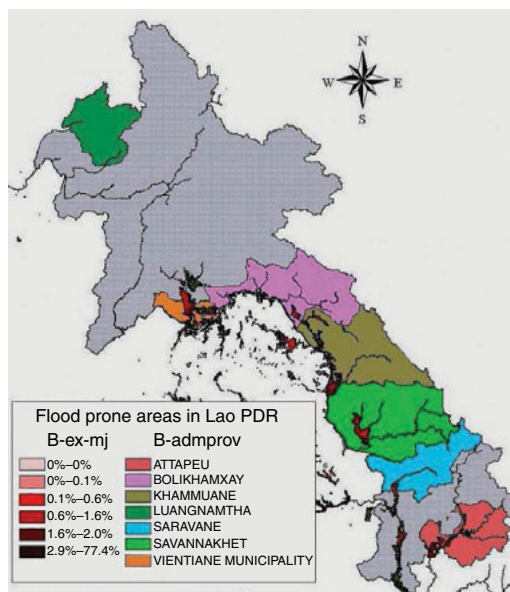 N
W E
S
Flood prone areas in Lao PDR
B-ex-mj B-admprov
0%–0% ATTAPEU
0%–0.1% BOLIKHAMXAY
0.1%–0.6% KHAMMUANE
0.6%–1.6% LUANGNAMTHA
1.6%–2.0% SARAVANE
2.9%–77.4% SAVANNAKHET
VIENTIANE MUNICIPALITY